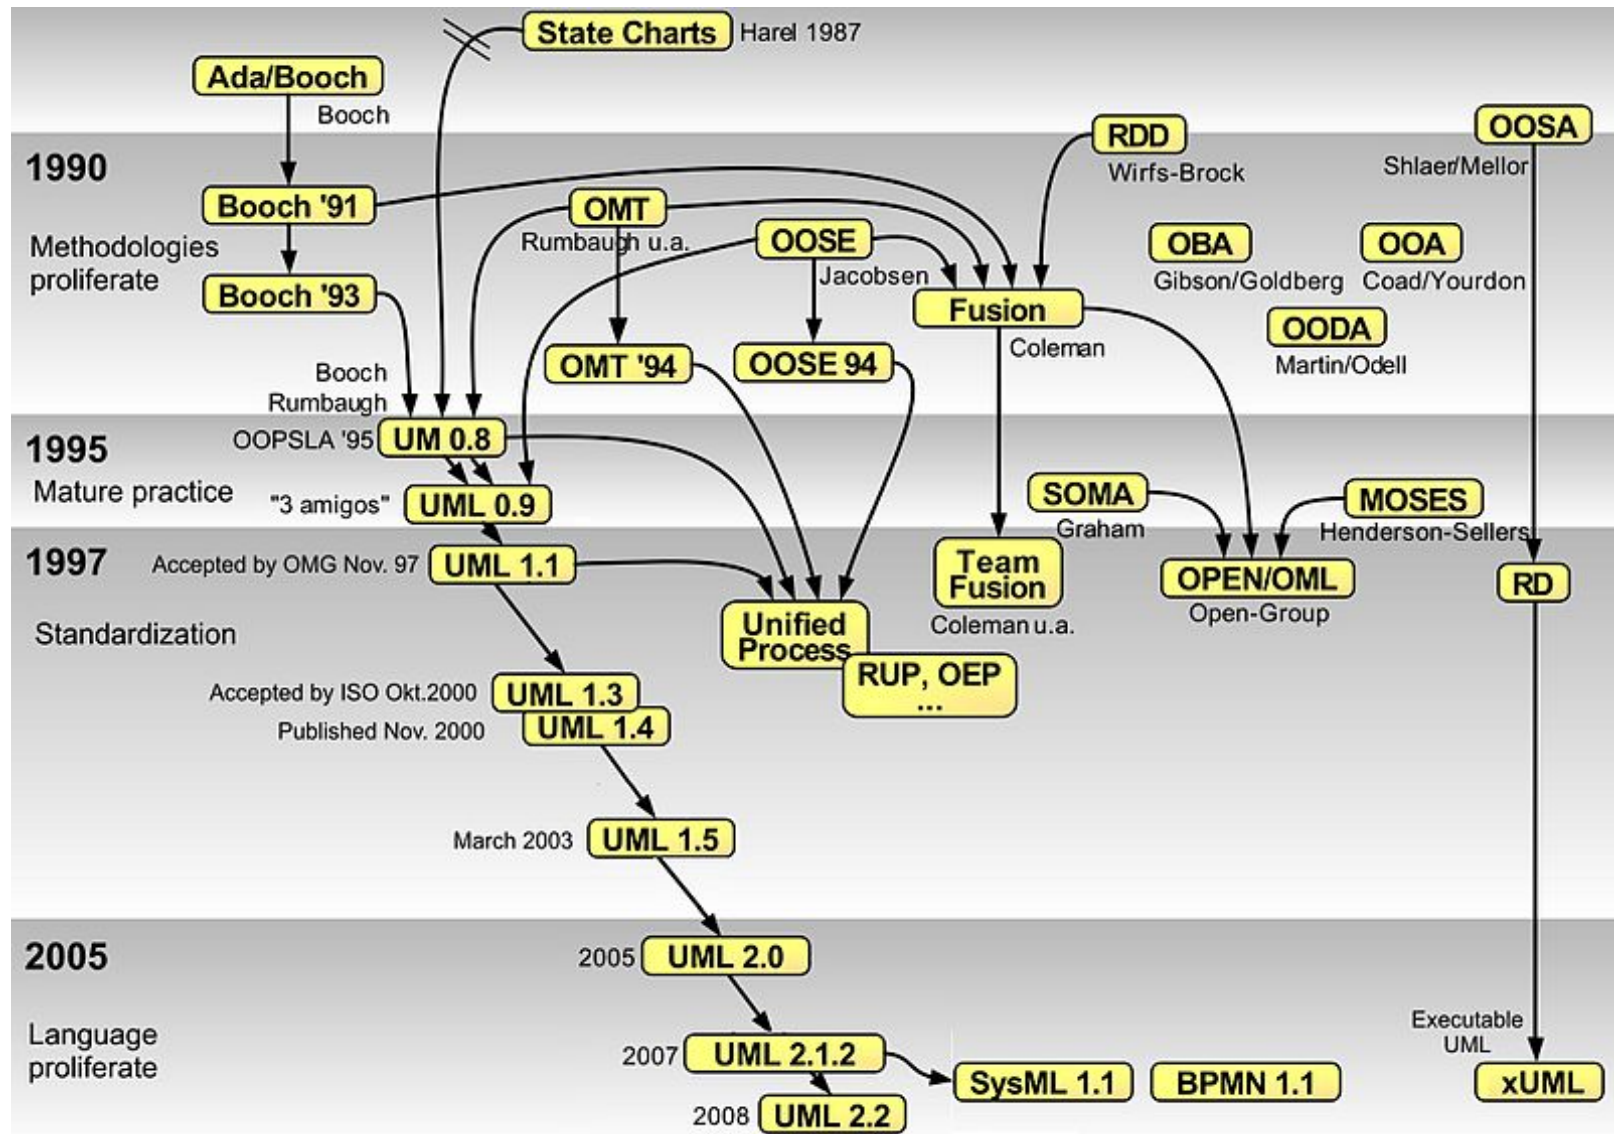 State Charts
Harel 1987
Ada/Booch
Booch
OOSA
Shlaer/Mellor
RDD
Wirfs-Brock
1990
Methodologies
proliferate
Booch '91
OMT
Rumbaugh u.a.
OOSE
Jacobsen
OBA
Gibson/Goldberg
OOA
Coad/Yourdon
Booch '93
Fusion
Coleman
OODA
Martin/Odell
OMT '94
OOSE 94
Booch
Rumbaugh
1995
Mature practice
OOPSLA '95
UM 0.8
"3 amigos"
UML 0.9
SOMA
Graham
MOSES
Henderson-Sellers
1997
Standardization
Accepted by OMG Nov. 97
UML 1.1
Team
Fusion
Coleman u.a.
OPEN/OML
Open-Group
RD
Unified
Process
RUP, OEP
...
Accepted by ISO Okt.2000
UML 1.3
Published Nov. 2000
UML 1.4
March 2003
UML 1.5
2005
Language
proliferate
2005
UML 2.0
2007
UML 2.1.2
2008
UML 2.2
SysML 1.1
BPMN 1.1
Executable
UML
xUML